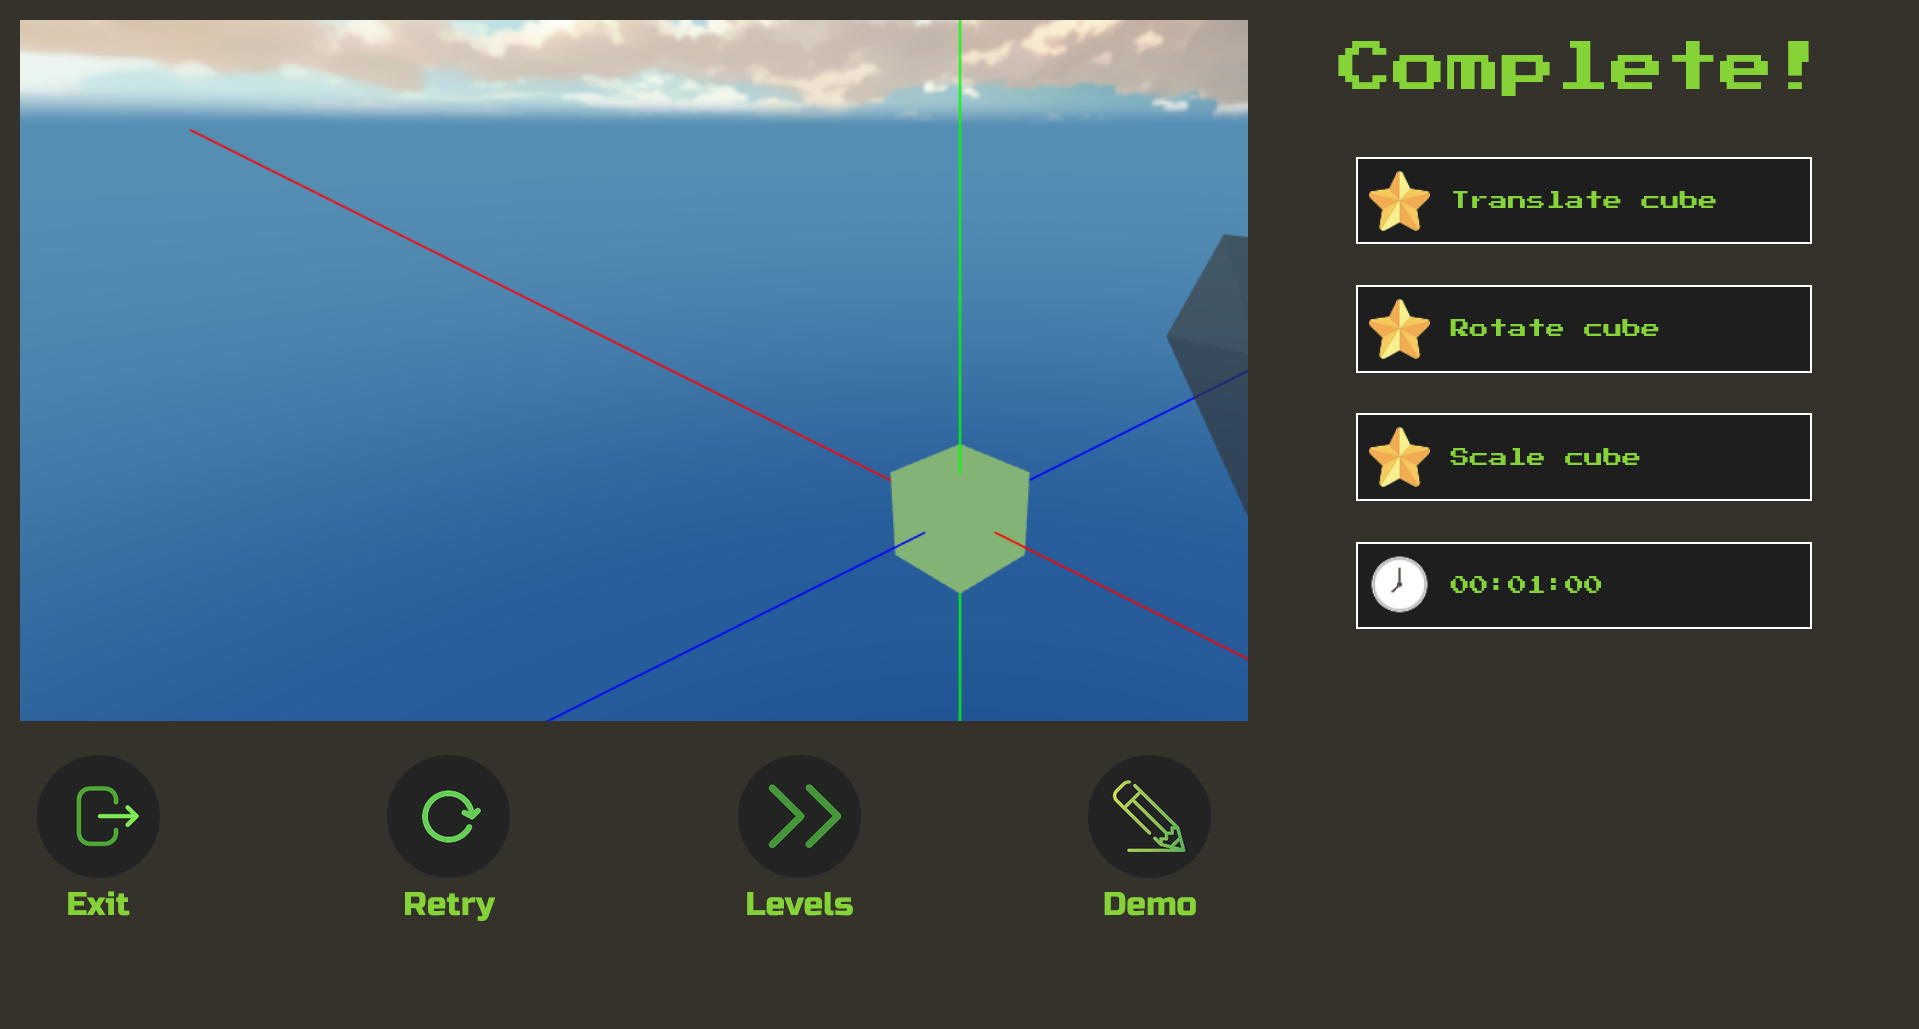 Complete!
Translate cube
Rotate cube
Scale cube
00:01:00
Exit
Retry
Levels
Demo